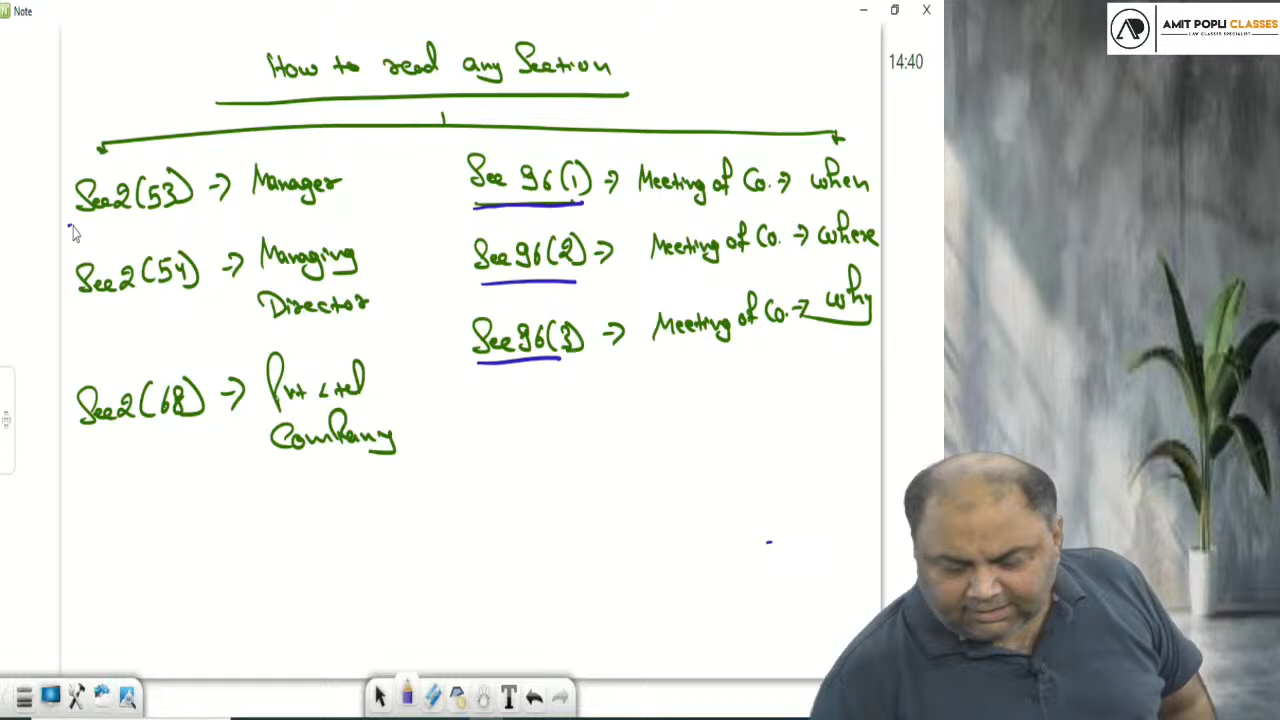 Note
AMIT POPLI CLASSES
LAW CLASSES SPECIALIST
14:40
How to read any Section
Sec 2(53) -> Manager
Sec 2(54) -> Managing
Director
Sec 2(68) -> Pvt Ltd
Company
Sec 96(1) -> Meeting of Co. -> when
Sec 96(2) -> Meeting of Co. -> where
Sec 96(3) -> Meeting of Co. -> why